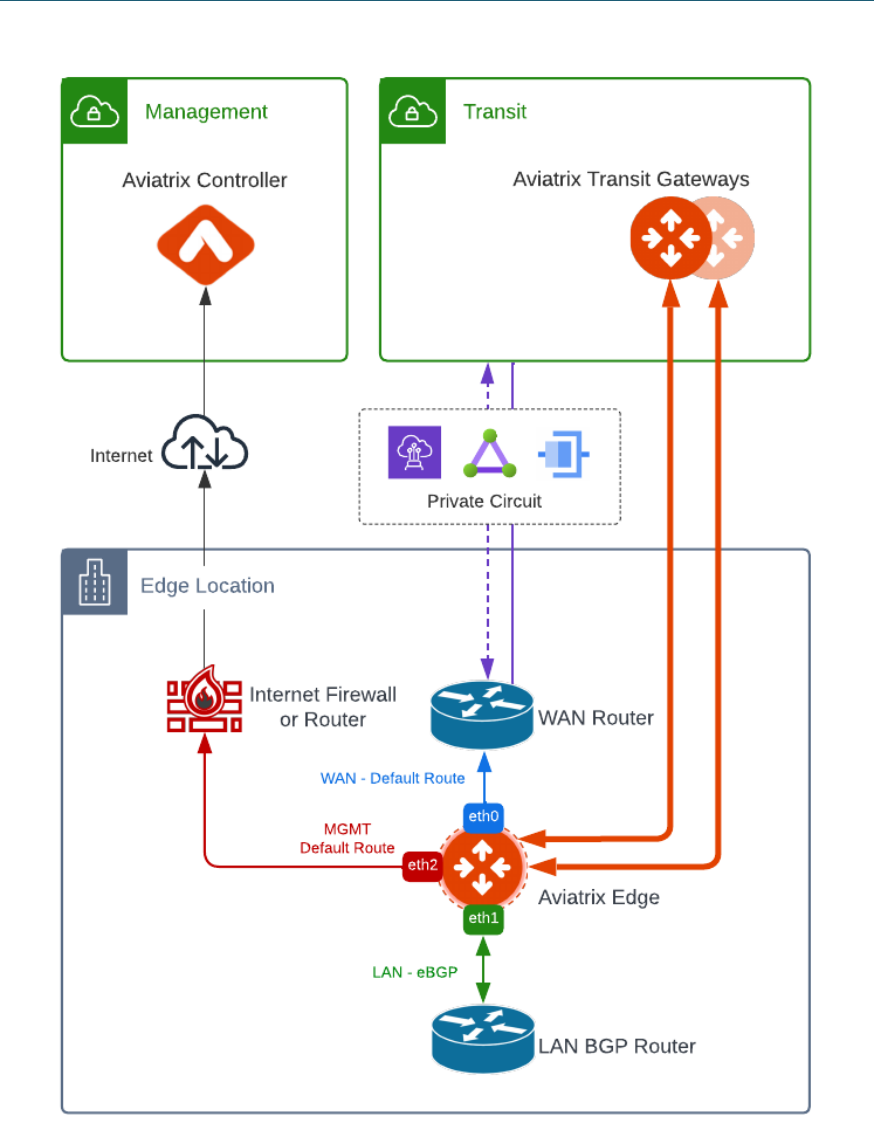 Management
Transit
Aviatrix Controller
Aviatrix Transit Gateways
Internet
Private Circuit
Edge Location
Internet Firewall
or Router
WAN Router
WAN - Default Route
eth0
MGMT
Default Route
eth2
Aviatrix Edge
eth1
LAN - eBGP
LAN BGP Router